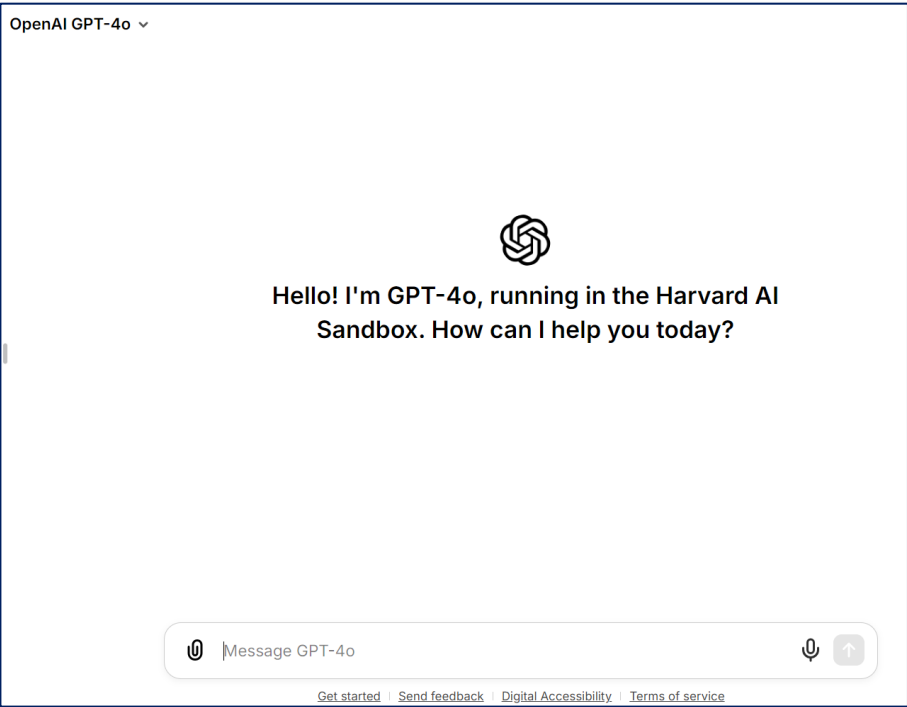 OpenAI GPT-4o
Hello! I'm GPT-4o, running in the Harvard AI
Sandbox. How can I help you today?
Message GPT-4o
Get started | Send feedback | Digital Accessibility | Terms of service